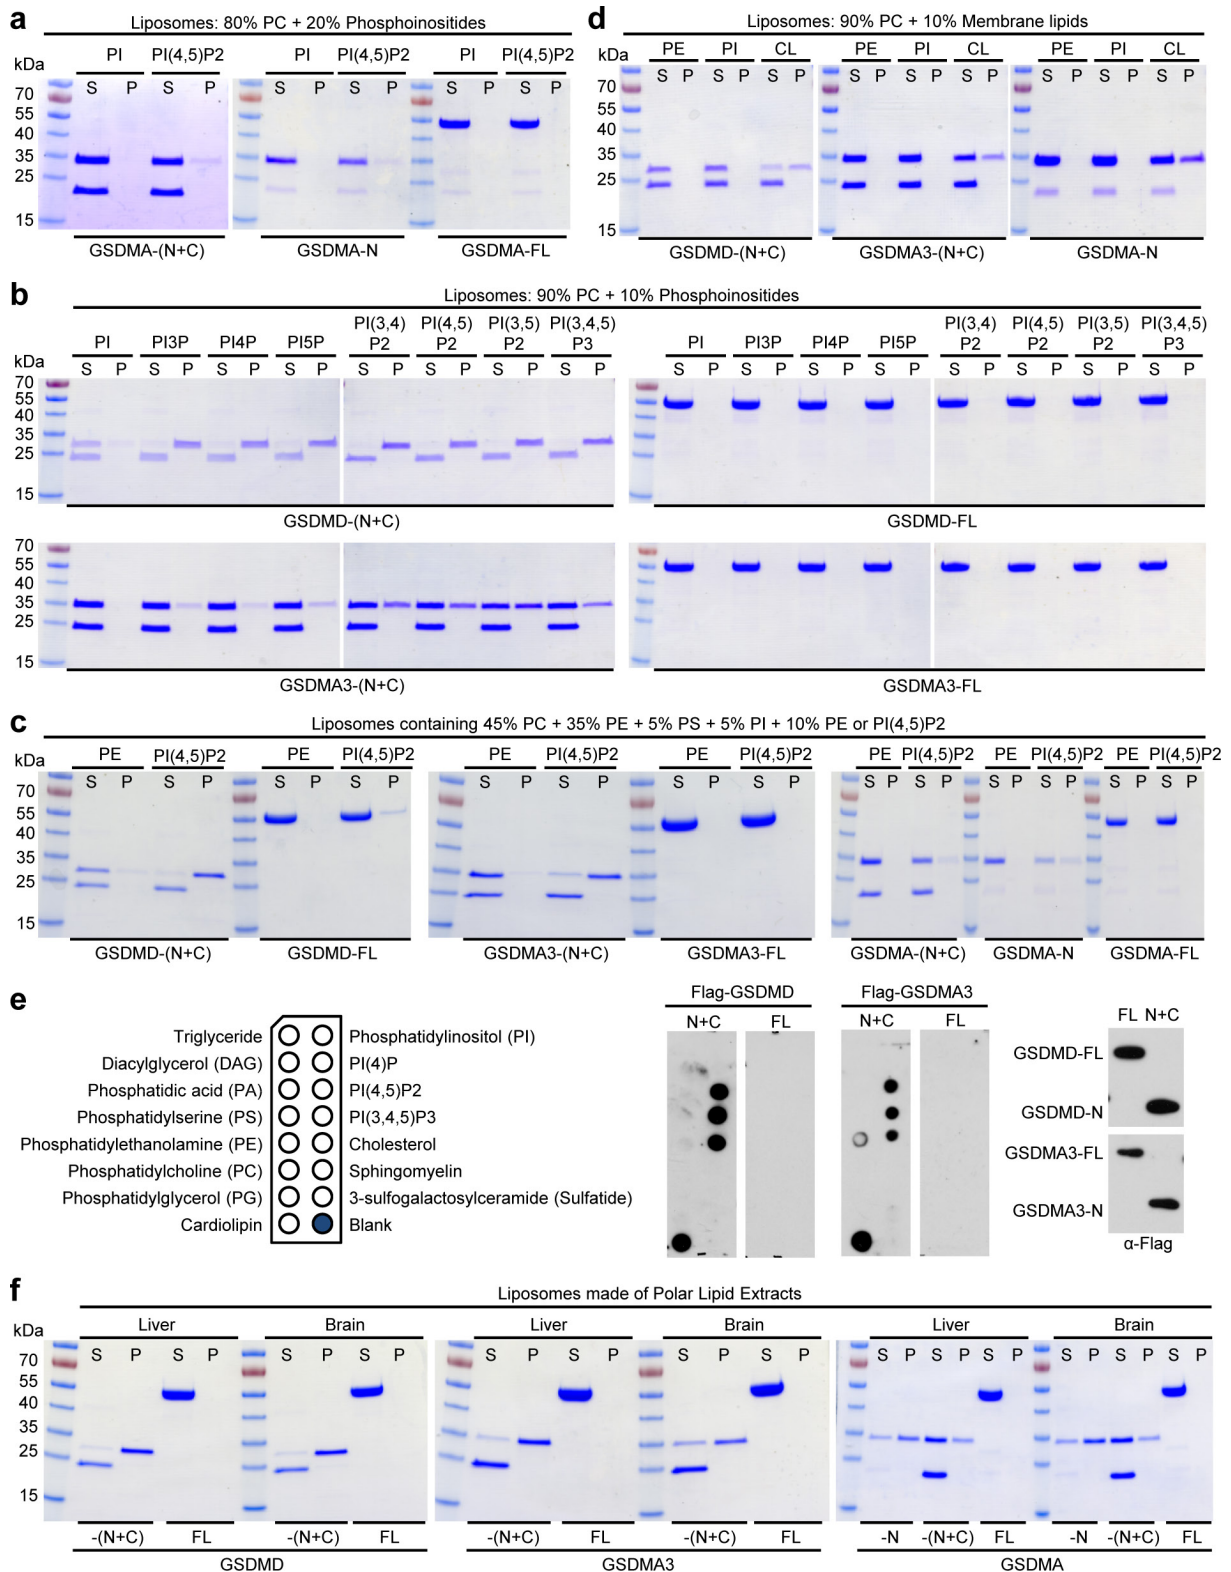 a
Liposomes: 80% PC + 20% Phosphoinositides
PI PI(4,5)P2 PI PI(4,5)P2 PI PI(4,5)P2
kDa
S P S P S P S P S P S P
70
55
40
35
25
15
GSDMA-(N+C) GSDMA-N GSDMA-FL
d
Liposomes: 90% PC + 10% Membrane lipids
kDa PE PI CL PE PI CL PE PI CL
S P S P S P S P S P S P S P S P S P
70
55
40
35
25
15
GSDMD-(N+C) GSDMA3-(N+C) GSDMA-N
b
Liposomes: 90% PC + 10% Phosphoinositides
PI PI3P PI4P PI5P PI(3,4)P2 PI(4,5)P2 PI(3,5)P2 PI(3,4,5)P3 PI PI3P PI4P PI5P PI(3,4)P2 PI(4,5)P2 PI(3,5)P2 PI(3,4,5)P3
kDa
S P S P S P S P S P S P S P S P S P S P S P S P S P S P S P S P
70
55
40
35
25
15
GSDMD-(N+C) GSDMD-FL
70
55
40
35
25
15
GSDMA3-(N+C) GSDMA3-FL
c
Liposomes containing 45% PC + 35% PE + 5% PS + 5% PI + 10% PE or PI(4,5)P2
kDa
PE PI(4,5)P2 PE PI(4,5)P2 PE PI(4,5)P2 PE PI(4,5)P2 PE PI(4,5)P2 PE PI(4,5)P2 PE PI(4,5)P2
S P S P S P S P S P S P S P S P S P S P S P S P S P S P
70
55
40
35
25
15
GSDMD-(N+C) GSDMD-FL GSDMA3-(N+C) GSDMA3-FL GSDMA-(N+C) GSDMA-N GSDMA-FL
e
Triglyceride Phosphatidylinositol (PI)
Diacylglycerol (DAG) PI(4)P
Phosphatidic acid (PA) PI(4,5)P2
Phosphatidylserine (PS) PI(3,4,5)P3
Phosphatidylethanolamine (PE) Cholesterol
Phosphatidylcholine (PC) Sphingomyelin
Phosphatidylglycerol (PG) 3-sulfogalactosylceramide (Sulfatide)
Cardiolipin Blank
Flag-GSDMD Flag-GSDMA3
N+C FL N+C FL
FL N+C
GSDMD-FL
GSDMD-N
GSDMA3-FL
GSDMA3-N
α-Flag
f
Liposomes made of Polar Lipid Extracts
kDa
Liver Brain Liver Brain Liver Brain
S P S P S P S P S P S P S P S P S P S P S P S P S P S P
70
55
40
35
25
15
-(N+C) FL -(N+C) FL -(N+C) FL -(N+C) FL -N -(N+C) FL -N -(N+C) FL
GSDMD GSDMA3 GSDMA